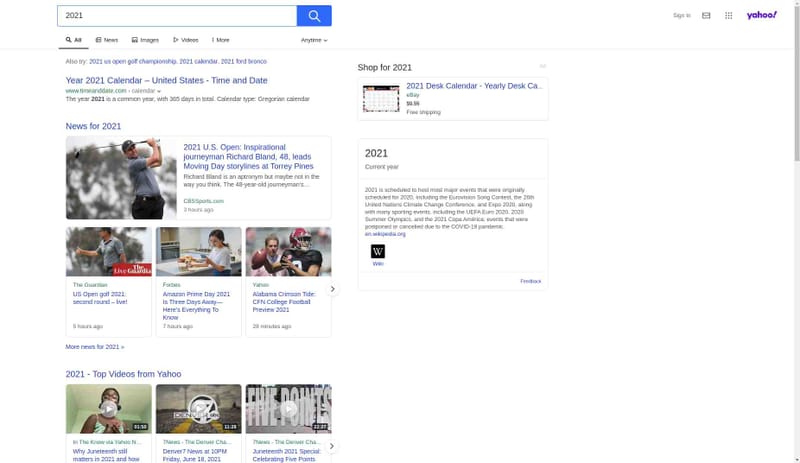 2021
Sign in
yahoo!
All
News
Images
Videos
More
Anytime
Also try: 2021 us open golf championship, 2021 calendar, 2021 ford bronco
Year 2021 Calendar – United States - Time and Date
www.timeanddate.com › calendar
The year 2021 is a common year, with 365 days in total. Calendar type: Gregorian calendar
News for 2021
2021 U.S. Open: Inspirational
journeyman Richard Bland, 48, leads
Moving Day storylines at Torrey Pines
Richard Bland is an aptronym but maybe not in the
way you think. The 48-year-old journeyman's...
CBSSports.com
3 hours ago
The Live Guardian
The Guardian
US Open golf 2021:
second round – live!
5 hours ago
Forbes
Amazon Prime Day 2021
is Three Days Away—
Here's Everything To
Know
7 hours ago
Yahoo
Alabama Crimson Tide:
CFN College Football
Preview 2021
28 minutes ago
More news for 2021 »
2021 - Top Videos from Yahoo
01:50
DENVER 7
11:28
FIVE POINTS
22:27
In The Know via Yahoo N...
Why Juneteenth still
matters in 2021 and how
7News - The Denver Cha...
Denver7 News at 10PM
Friday, June 18, 2021
7News - The Denver Cha...
Juneteenth 2021 Special:
Celebrating Five Points
Shop for 2021
Ad
2021 Desk Calendar - Yearly Desk Ca...
eBay
$9.55
Free Shipping
2021
Current year
2021 is scheduled to host most major events that were originally
scheduled for 2020, including the Eurovision Song Contest, the 26th
United Nations Climate Change Conference, and Expo 2020, along
with many sporting events, including the UEFA Euro 2020, 2020
Summer Olympics, and the 2021 Copa América, events that were
postponed or canceled due to the COVID-19 pandemic.
en.wikipedia.org
W
Wiki
Feedback